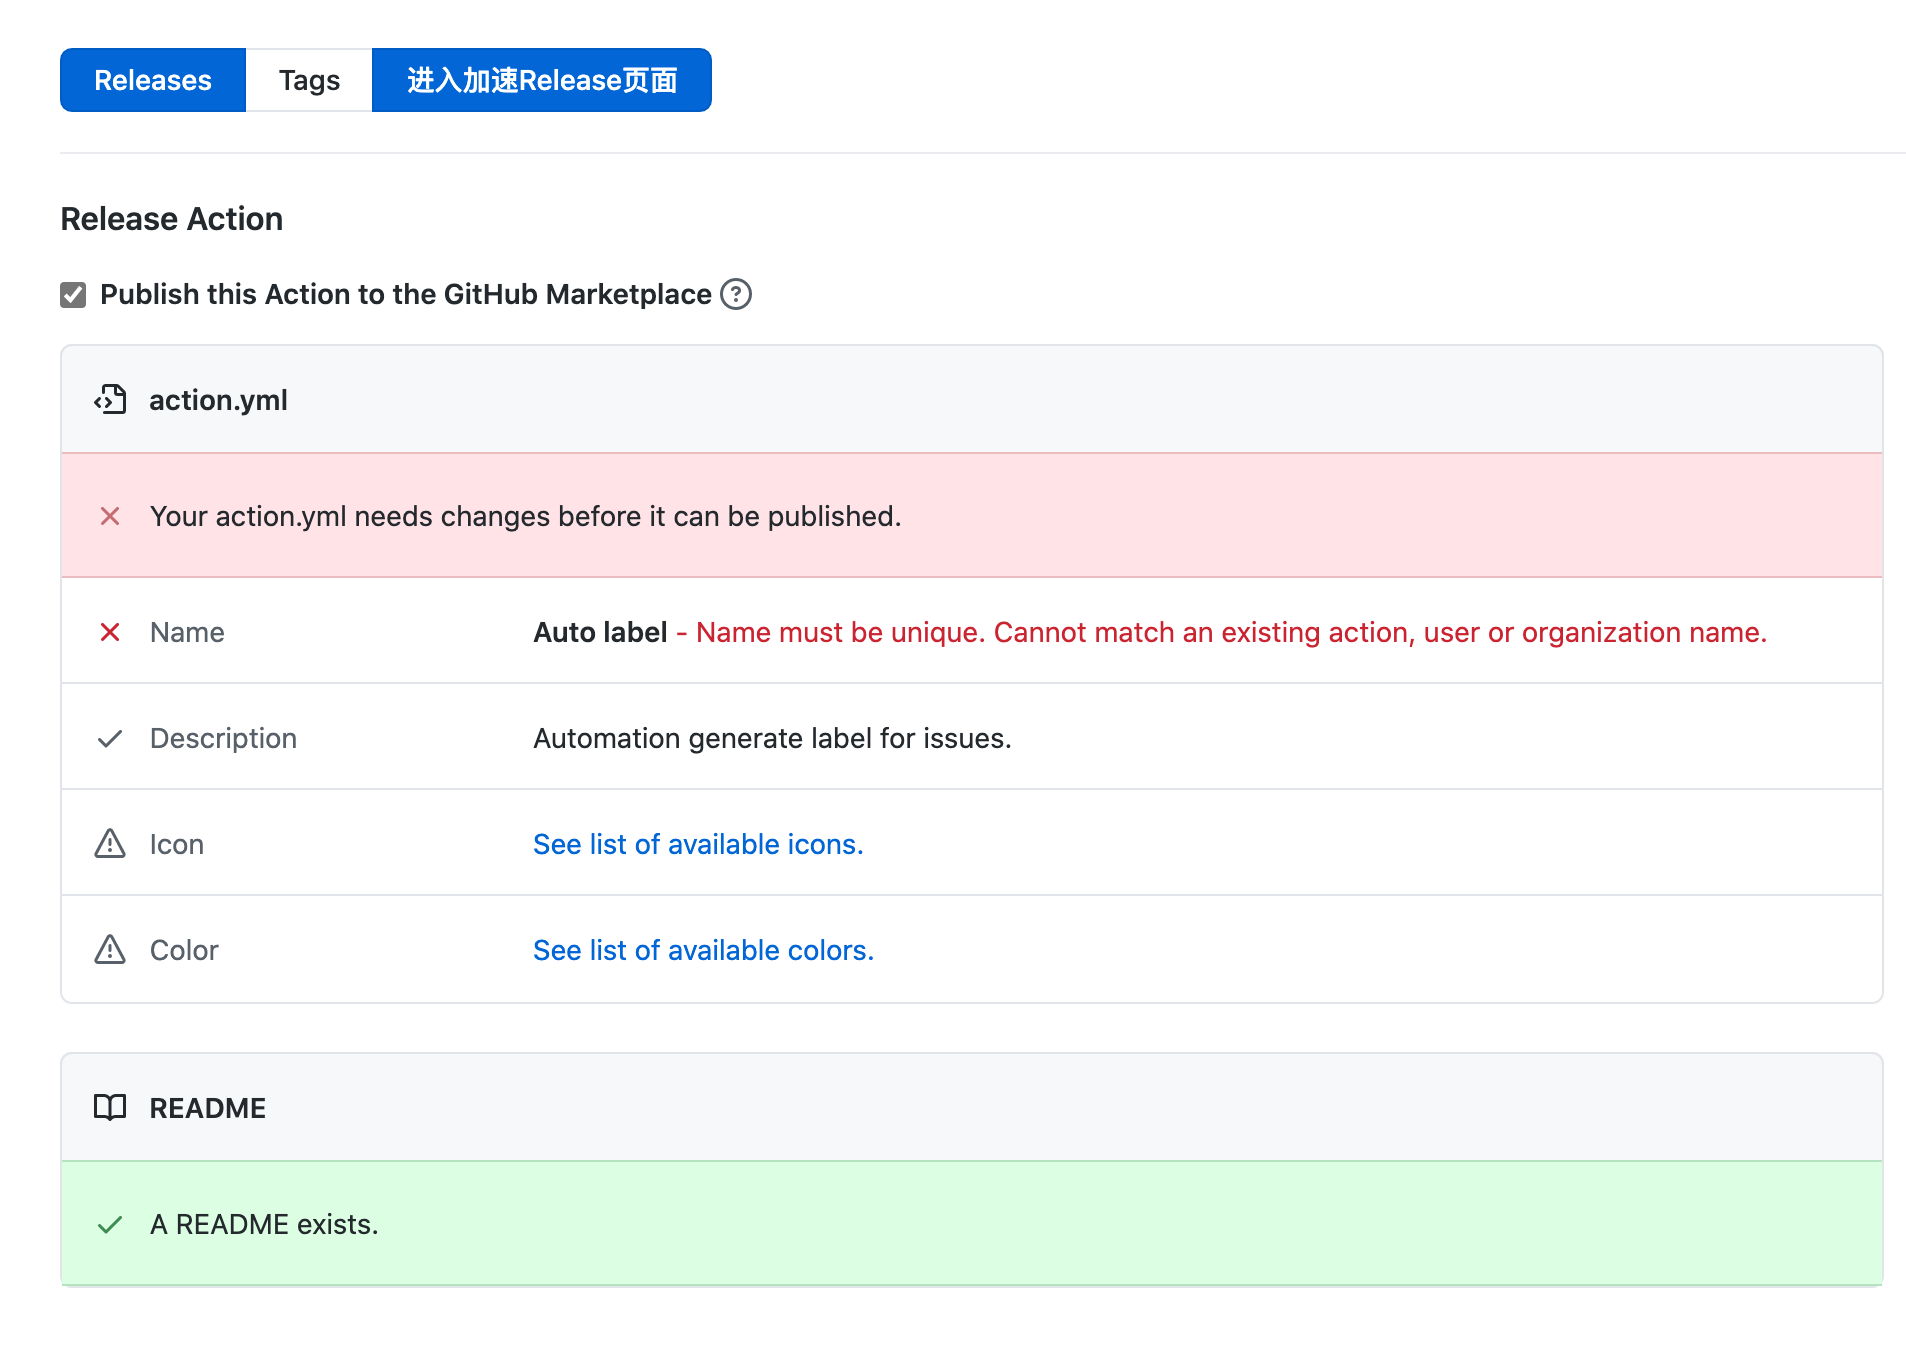 Releases Tags 进入加速Release页面
Release Action
Publish this Action to the GitHub Marketplace
action.yml
Your action.yml needs changes before it can be published.
Name Auto label - Name must be unique. Cannot match an existing action, user or organization name.
Description Automation generate label for issues.
Icon See list of available icons.
Color See list of available colors.
README
A README exists.